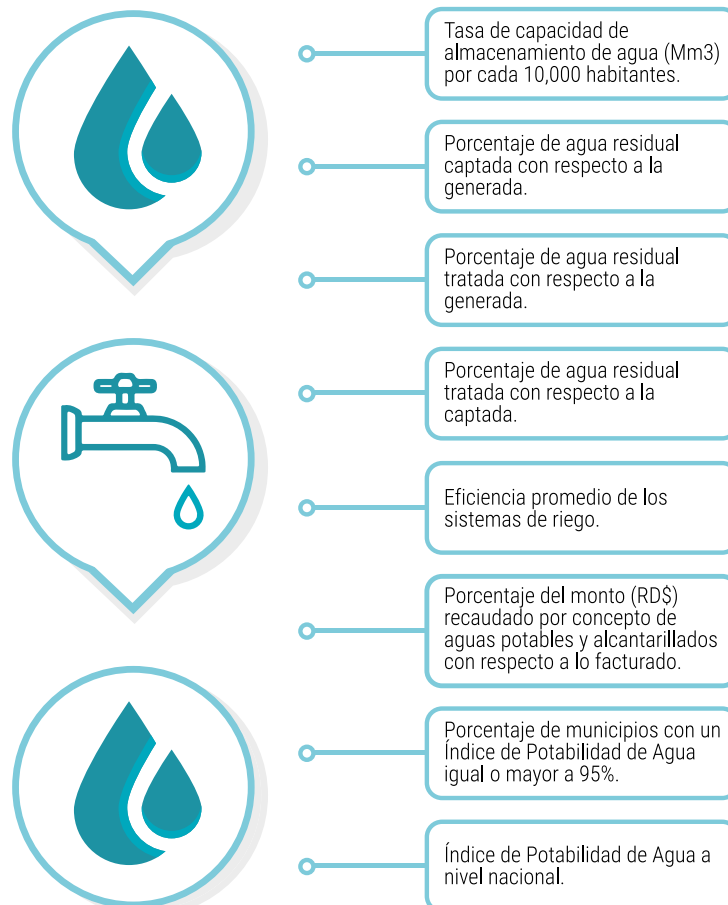 Tasa de capacidad de
almacenamiento de agua (Mm3)
por cada 10,000 habitantes.
Porcentaje de agua residual
captada con respecto a la
generada.
Porcentaje de agua residual
tratada con respecto a la
generada.
Porcentaje de agua residual
tratada con respecto a la
captada.
Eficiencia promedio de los
sistemas de riego.
Porcentaje del monto (RD$)
recaudado por concepto de
aguas potables y alcantarillados
con respecto a lo facturado.
Porcentaje de municipios con un
Índice de Potabilidad de Agua
igual o mayor a 95%.
Índice de Potabilidad de Agua a
nivel nacional.